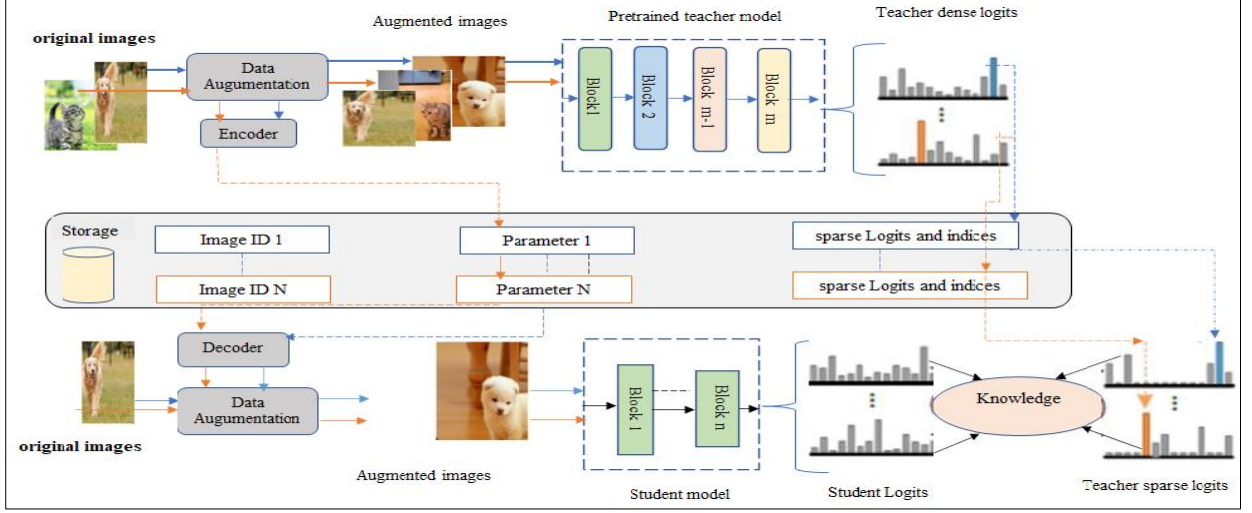 original images
Data
Augumentation
Encoder
Augmented images
Pretrained teacher model
Block1
Block 2
Block m-1
Block m
Teacher dense logits
Storage
Image ID 1
Parameter 1
sparse Logits and indices
Image ID N
Parameter N
sparse Logits and indices
Decoder
Data
Augumentation
original images
Augmented images
Block 1
Block n
Student model
Student Logits
Knowledge
Teacher sparse logits